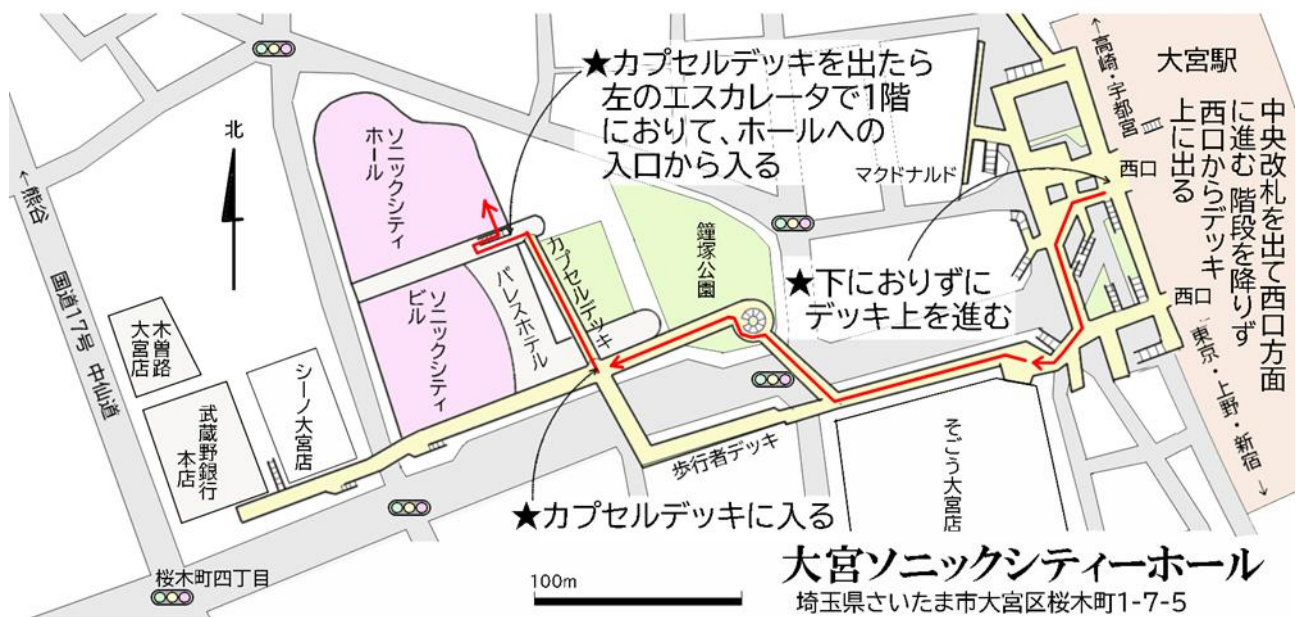 ★カプセルデッキを出たら
左のエスカレータで1階
におりて、ホールへの
入口から入る
大宮駅
中央改札を出て西口方面
に進む 階段を降りず
西口からデッキ
上に出る
↑高崎・宇都宮
西口
西口
東京・上野・新宿↓
マクドナルド
★下におりずに
デッキ上を進む
鐘塚公園
カプセルデッキ
パレスホテル
ソニックシティ
ホール
ソニックシティ
ビル
北
←熊谷
国道17号 中仙道
木曽路
大宮店
シーノ大宮店
武蔵野銀行
本店
歩行者デッキ
そごう大宮店
★カプセルデッキに入る
桜木町四丁目
100m
大宮ソニックシティーホール
埼玉県さいたま市大宮区桜木町1-7-5